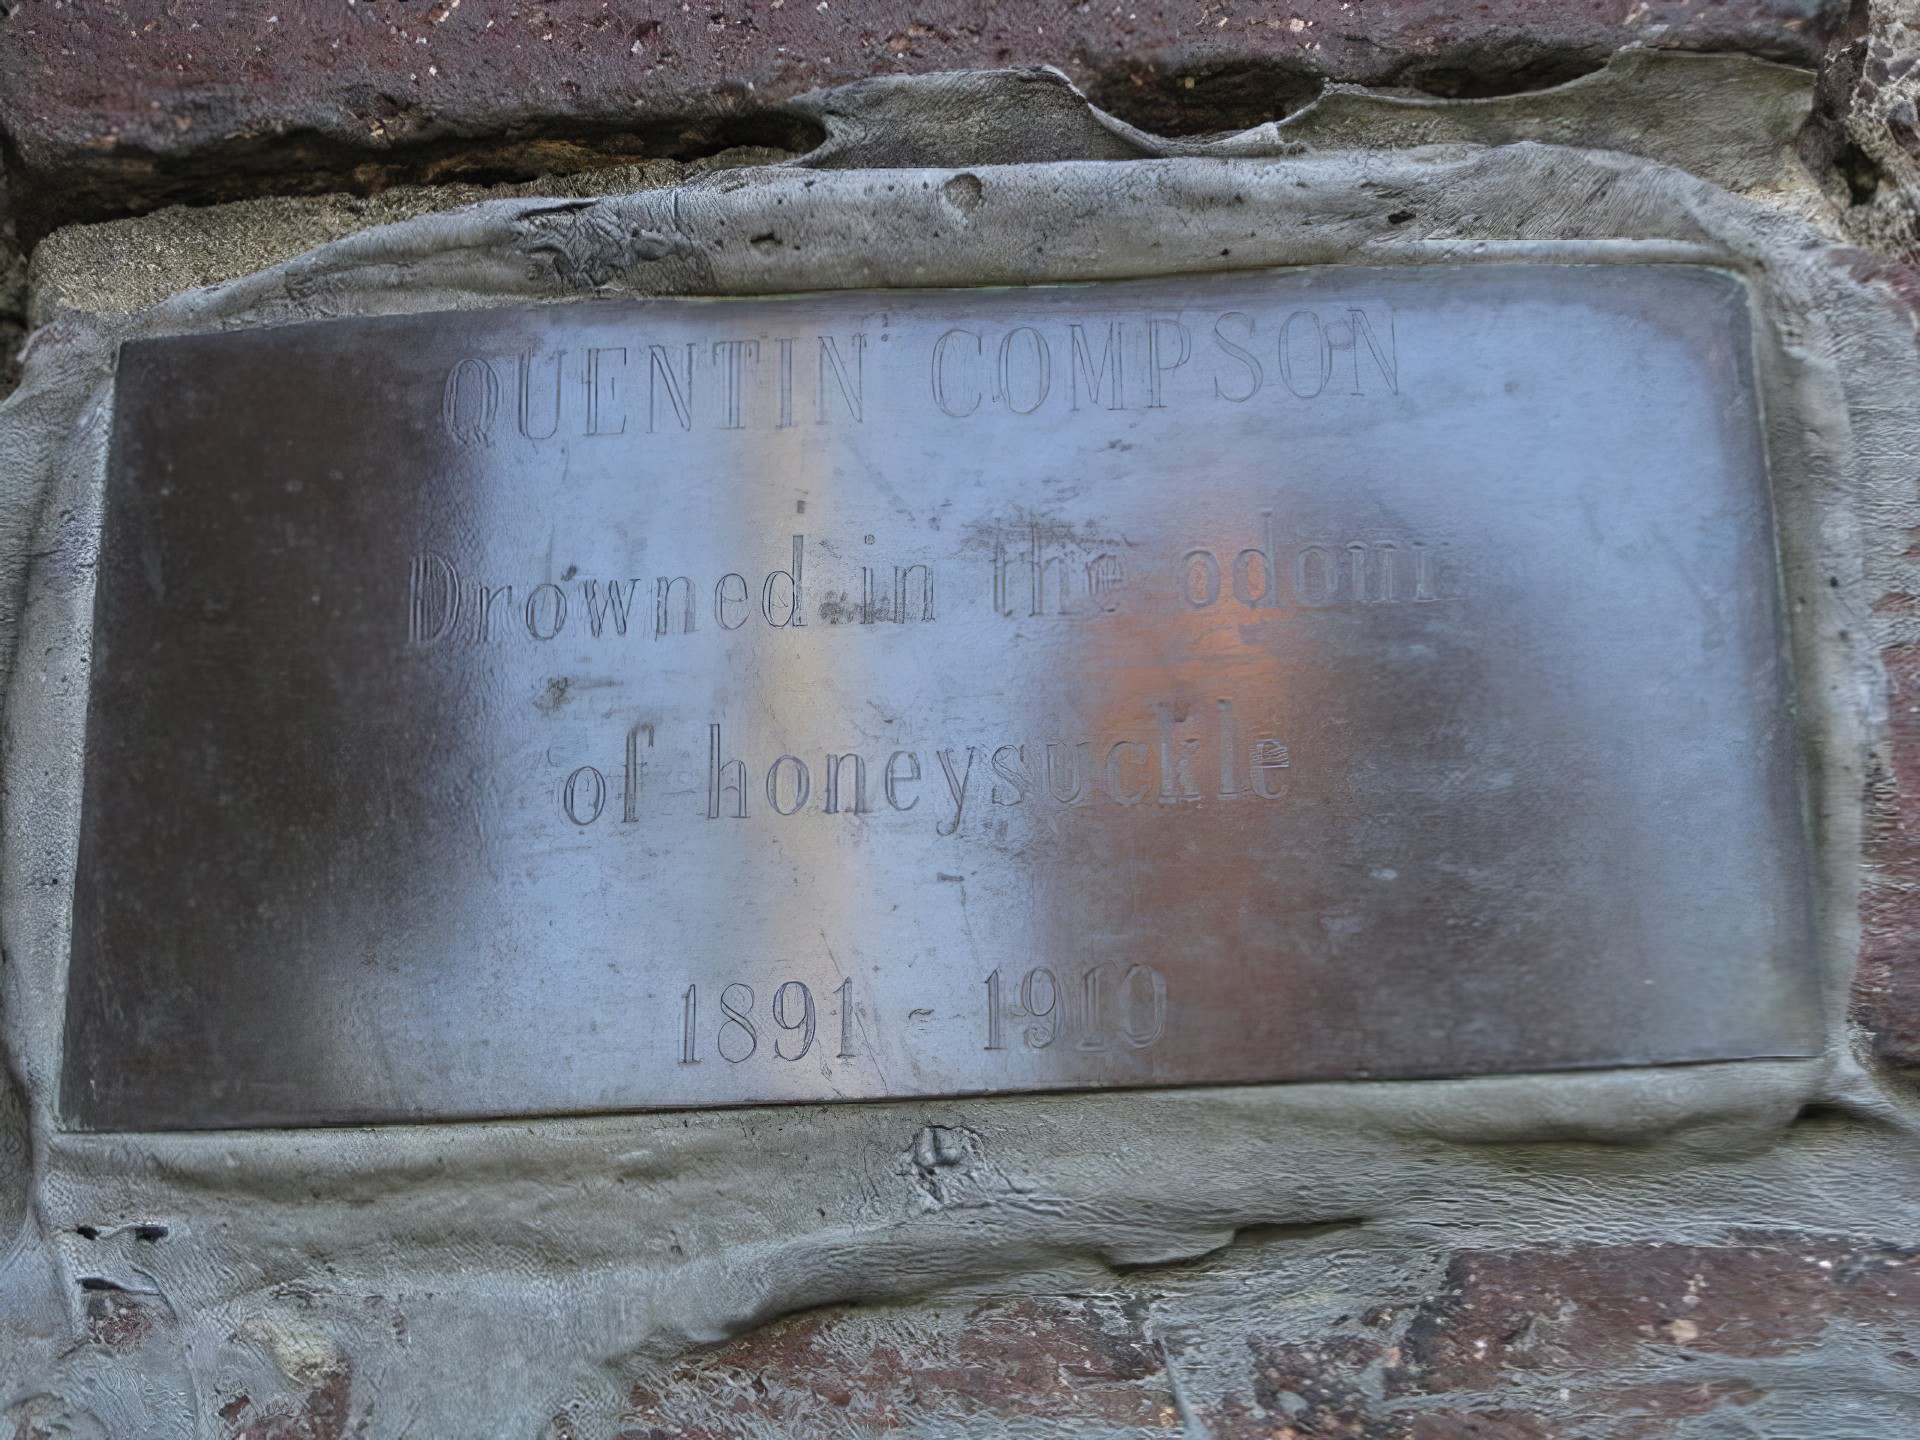 QUENTIN COMPSON
Drowned in the odour
of honeysuckle
1891 - 1910